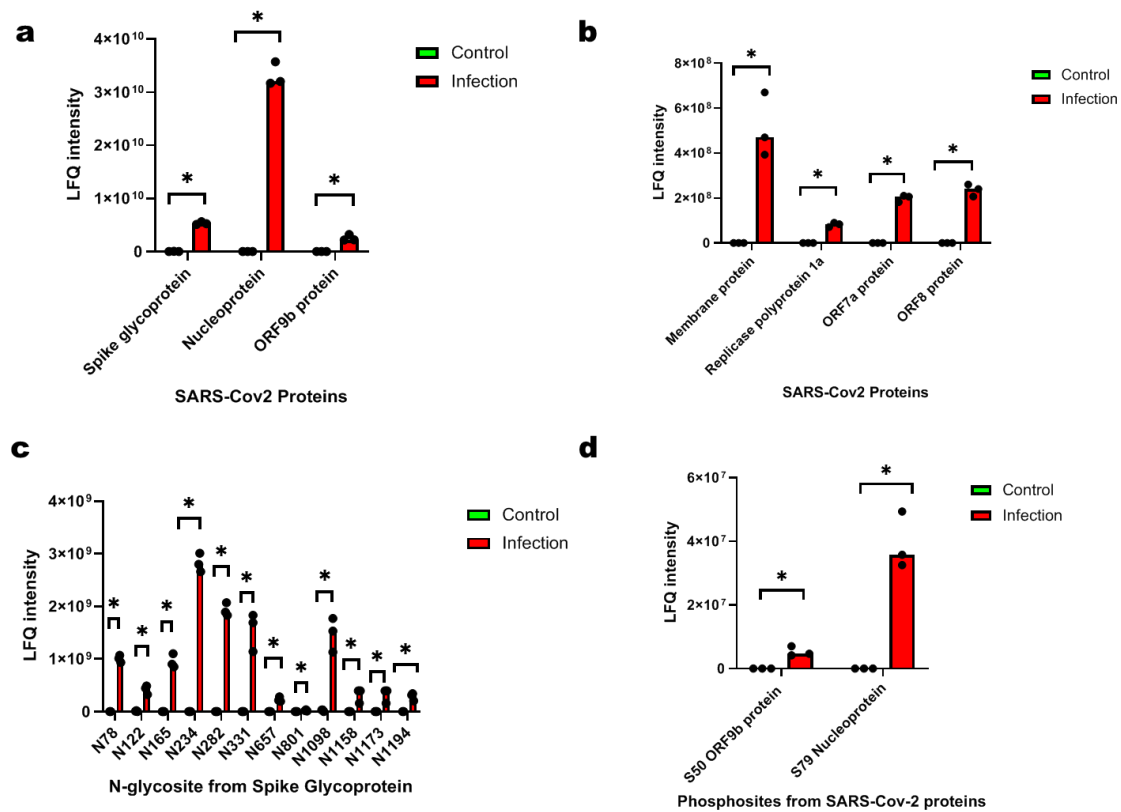 a
*
4×10¹⁰
3×10¹⁰
2×10¹⁰
1×10¹⁰
0
LFQ intensity
*
*
Control
Infection
Spike glycoprotein
Nucleoprotein
ORF9b protein
SARS-Cov2 Proteins
b
8×10⁸
6×10⁸
4×10⁸
2×10⁸
0
LFQ intensity
*
*
*
*
Control
Infection
Membrane protein
Replicase polyprotein 1a
ORF7a protein
ORF8 protein
SARS-Cov2 Proteins
c
4×10⁹
3×10⁹
2×10⁹
1×10⁹
0
LFQ intensity
*
*
*
*
*
*
*
*
*
*
*
*
Control
Infection
N78
N122
N165
N234
N282
N331
N657
N801
N1098
N1158
N1173
N1194
N-glycosite from Spike Glycoprotein
d
6×10⁷
4×10⁷
2×10⁷
0
LFQ intensity
*
*
Control
Infection
S50 ORF9b protein
S79 Nucleoprotein
Phosphosites from SARS-Cov-2 proteins